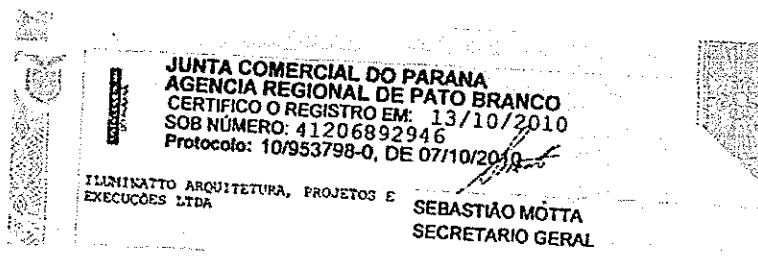 JUNTA COMERCIAL DO PARANA
AGENCIA REGIONAL DE PATO BRANCO
CERTIFICO O REGISTRO EM: 13/10/2010
SOB NÚMERO: 41206892946
Protocolo: 10/953798-0, DE 07/10/2010
ILUMINATTO ARQUITETURA, PROJETOS E
EXECUÇÕES LTDA
SEBASTIÃO MOTTA
SECRETARIO GERAL